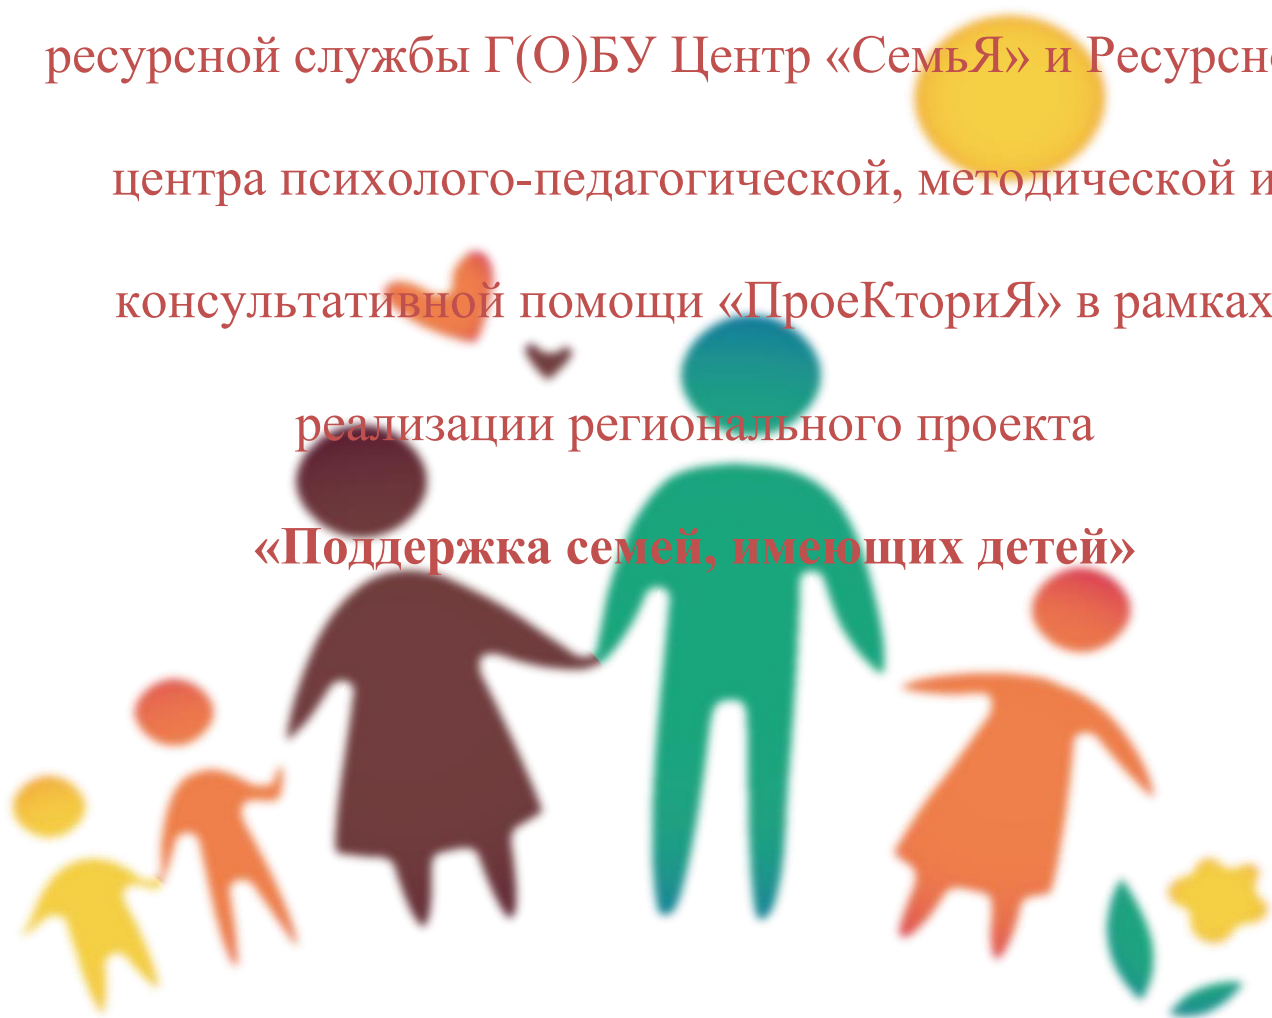 ресурсной службы Г(О)БУ Центр «СемьЯ» и Ресурсн
центра психолого-педагогической, методической и
консультативной помощи «ПроеКториЯ» в рамках
реализации регионального проекта
«Поддержка семей, имеющих детей»